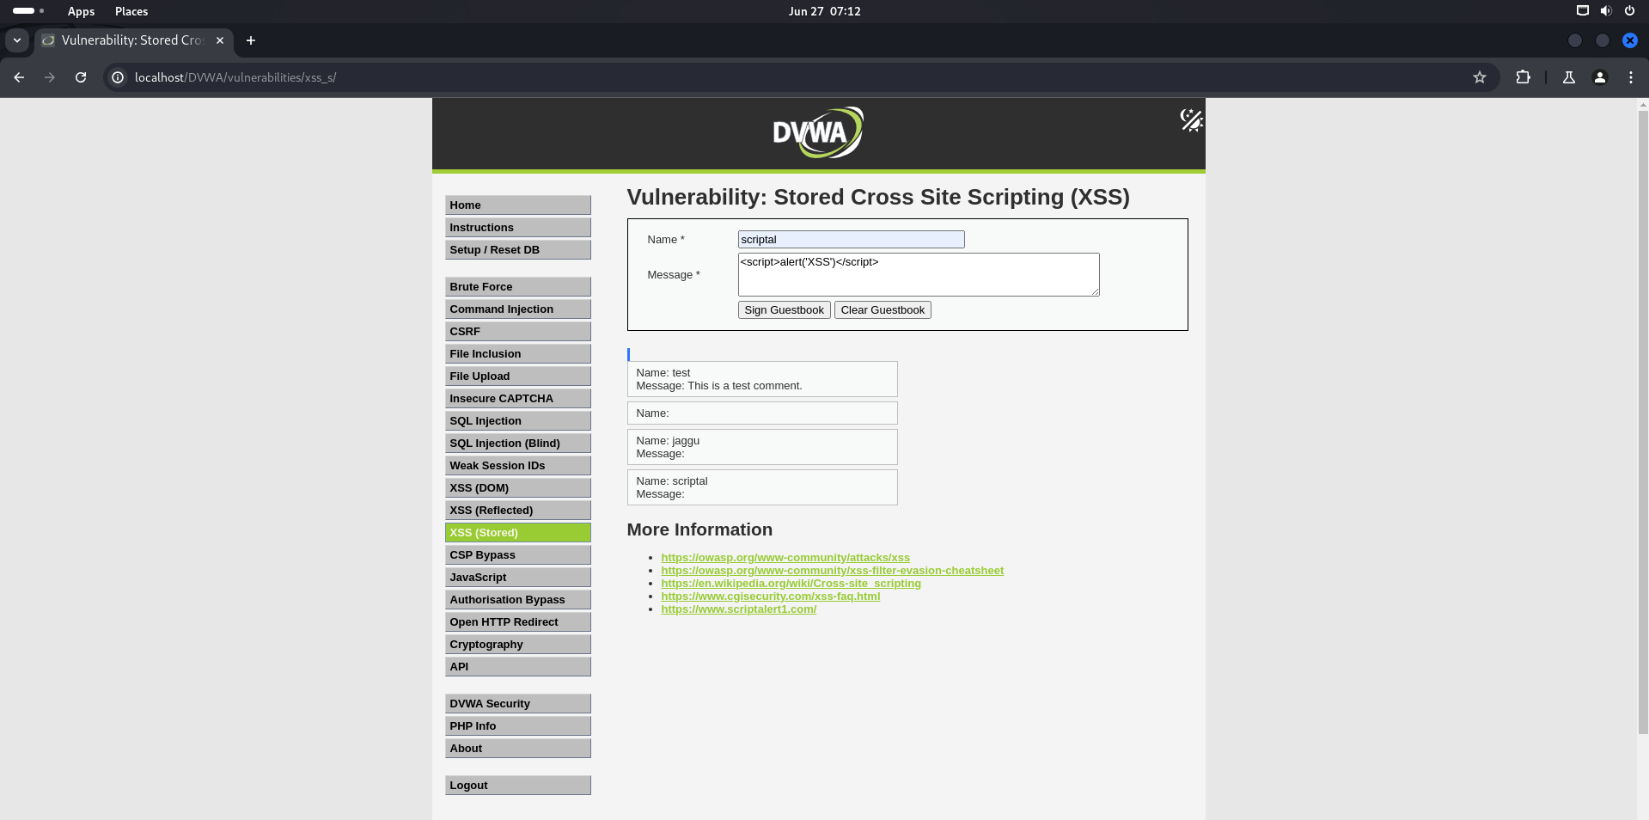 Apps Places Jun 27 07:12
Vulnerability: Stored Cros
localhost/DVWA/vulnerabilities/xss_s/
DVWA
Home
Instructions
Setup / Reset DB
Brute Force
Command Injection
CSRF
File Inclusion
File Upload
Insecure CAPTCHA
SQL Injection
SQL Injection (Blind)
Weak Session IDs
XSS (DOM)
XSS (Reflected)
XSS (Stored)
CSP Bypass
JavaScript
Authorisation Bypass
Open HTTP Redirect
Cryptography
API
DVWA Security
PHP Info
About
Logout
Vulnerability: Stored Cross Site Scripting (XSS)
Name * scriptal
Message * <script>alert('XSS')</script>
Sign Guestbook Clear Guestbook
Name: test
Message: This is a test comment.
Name:
Name: jaggu
Message:
Name: scriptal
Message:
More Information
https://owasp.org/www-community/attacks/xss
https://owasp.org/www-community/xss-filter-evasion-cheatsheet
https://en.wikipedia.org/wiki/Cross-site_scripting
https://www.cgisecurity.com/xss-faq.html
https://www.scriptalert1.com/